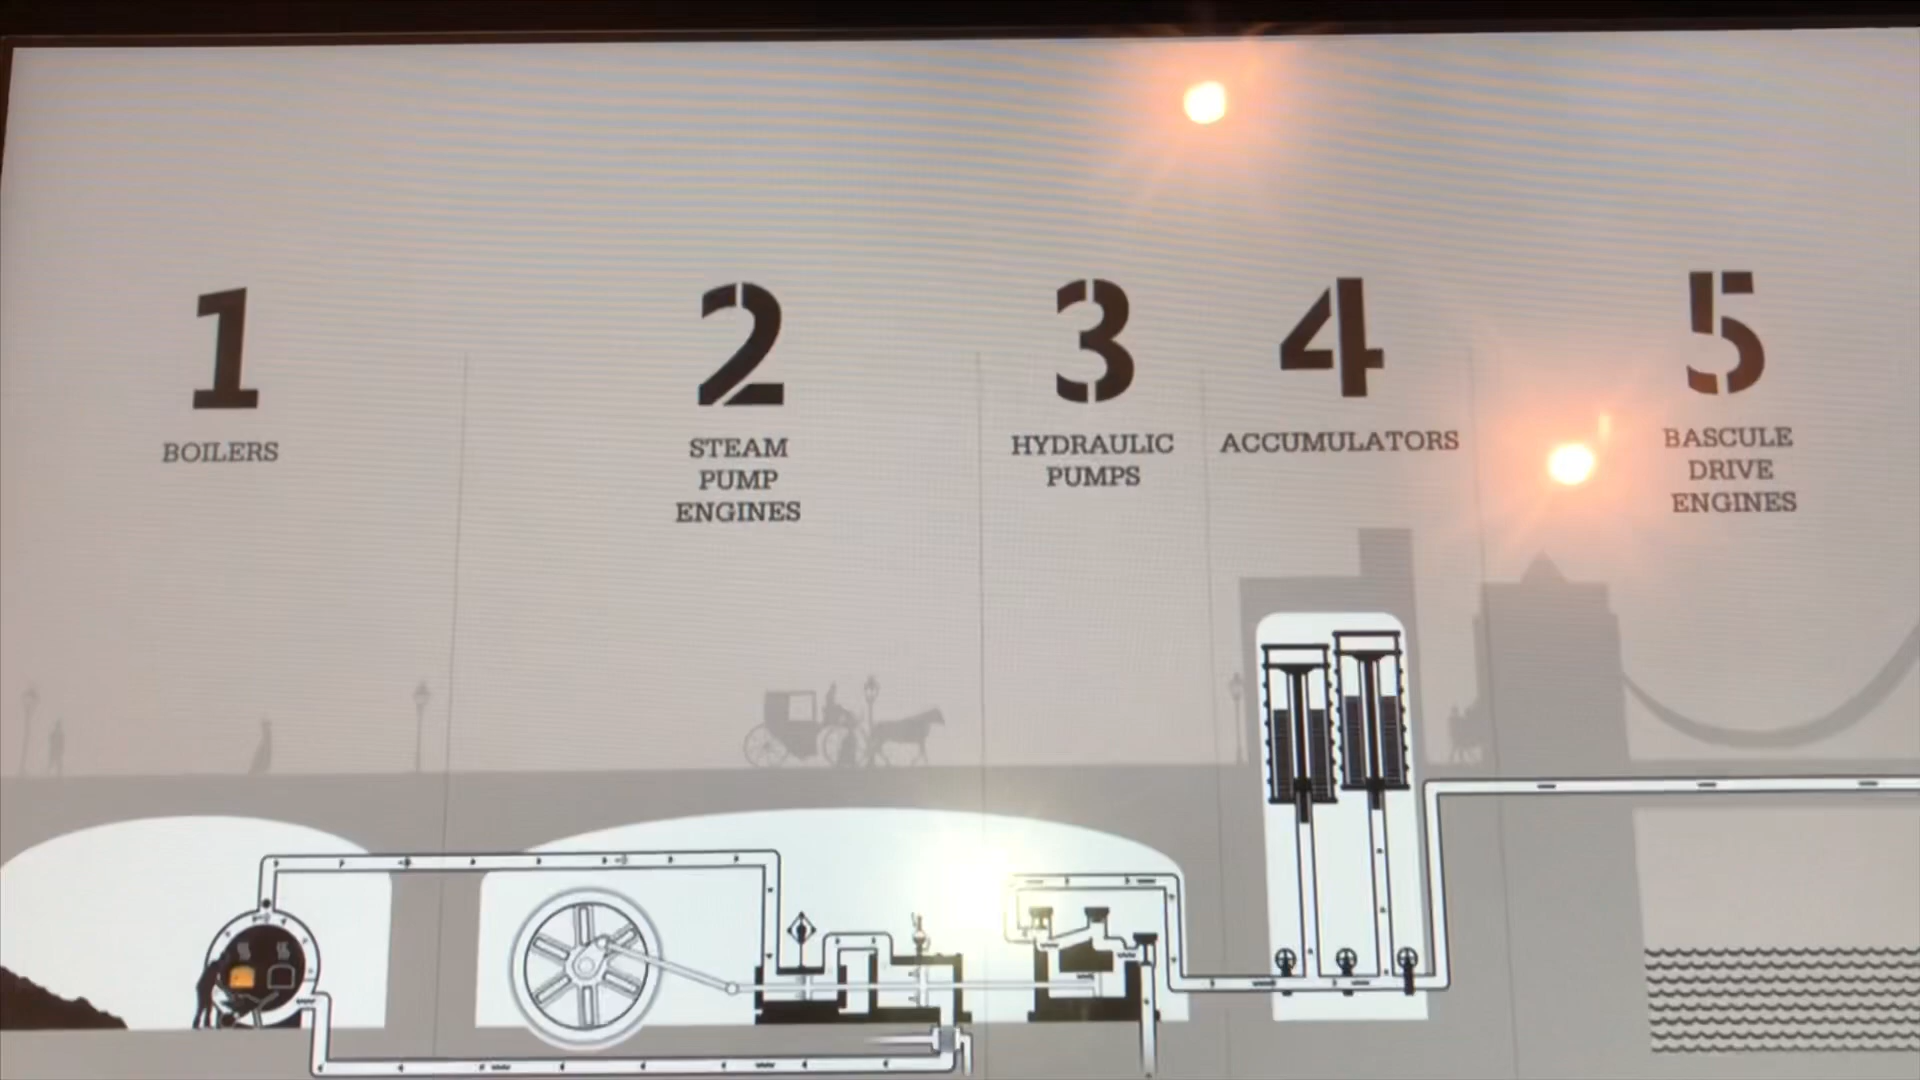 1
BOILERS
2
STEAM
PUMP
ENGINES
3
HYDRAULIC
PUMPS
4
ACCUMULATORS
5
BASCULE
DRIVE
ENGINES